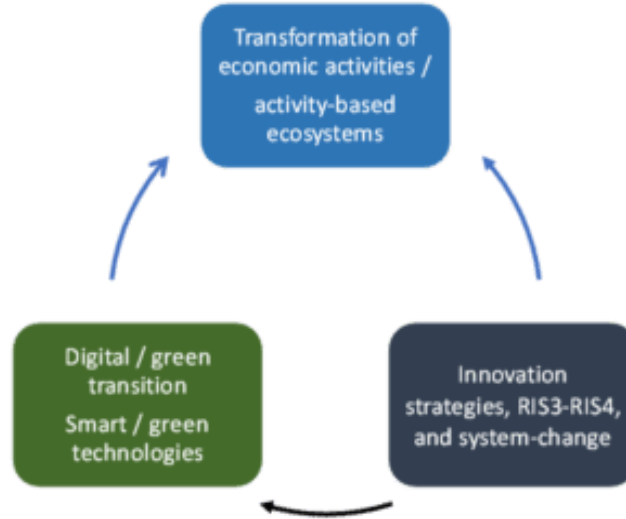 Transformation of
economic activities /
activity-based
ecosystems
Digital / green
transition
Smart / green
technologies
Innovation
strategies, RIS3-RIS4,
and system-change